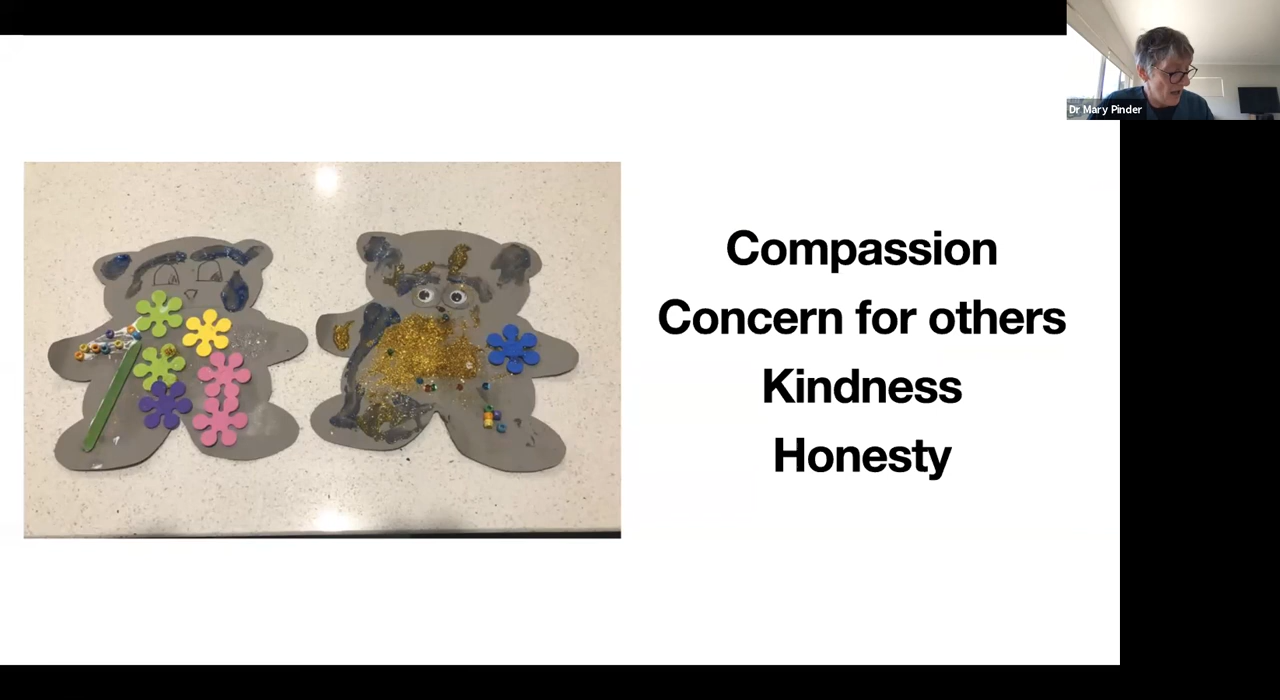 Dr Mary Pinder
Compassion
Concern for others
Kindness
Honesty